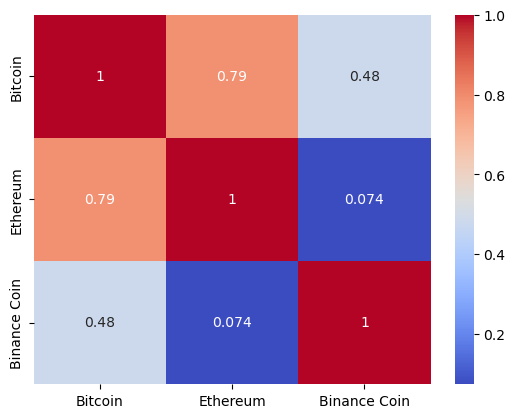 1.0
Bitcoin 1 0.79 0.48
0.8
Ethereum 0.79 1 0.074
0.6
0.4
Binance Coin 0.48 0.074 1
0.2
Bitcoin Ethereum Binance Coin